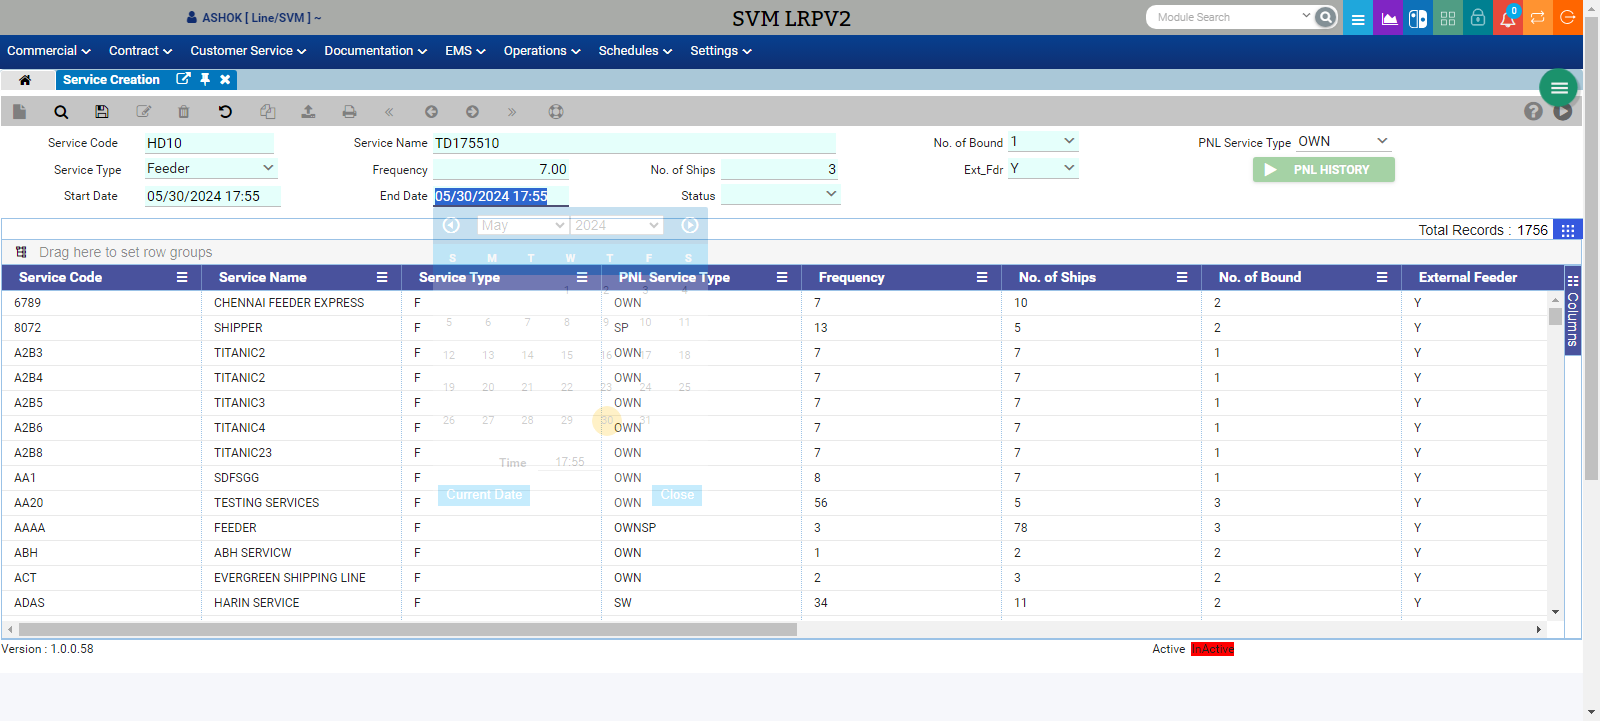 ASHOK [ Line/SVM ] ~
SVM LRPV2
Module Search
0
Commercial Contract Customer Service Documentation EMS Operations Schedules Settings
Service Creation
Service Code HD10 Service Name TD175510 No. of Bound 1 PNL Service Type OWN
Service Type Feeder Frequency 7.00 No. of Ships 3 Ext_Fdr Y PNL HISTORY
Start Date 05/30/2024 17:55 End Date 05/30/2024 17:55 Status
May 2024
Total Records : 1756
Drag here to set row groups
S M T W T F S
Service Code Service Name Service Type PNL Service Type Frequency No. of Ships No. of Bound External Feeder
Columns
1 2 3 4
6789 CHENNAI FEEDER EXPRESS F OWN 7 10 2 Y
5 6 7 8 9 10 11
8072 SHIPPER F SP 13 5 2 Y
A2B3 TITANIC2 F OWN 7 7 1 Y
12 13 14 15 16 17 18
A2B4 TITANIC2 F OWN 7 7 1 Y
19 20 21 22 23 24 25
A2B5 TITANIC3 F OWN 7 7 1 Y
26 27 28 29 30 31
A2B6 TITANIC4 F OWN 7 7 1 Y
A2B8 TITANIC23 F OWN 7 7 1 Y
Time 17:55
AA1 SDFSGG F OWN 8 7 1 Y
Current Date Close
AA20 TESTING SERVICES F OWN 56 5 3 Y
AAAA FEEDER F OWNSP 3 78 3 Y
ABH ABH SERVICW F OWN 1 2 2 Y
ACT EVERGREEN SHIPPING LINE F OWN 2 3 2 Y
ADAS HARIN SERVICE F SW 34 11 2 Y
Version : 1.0.0.58 Active InActive